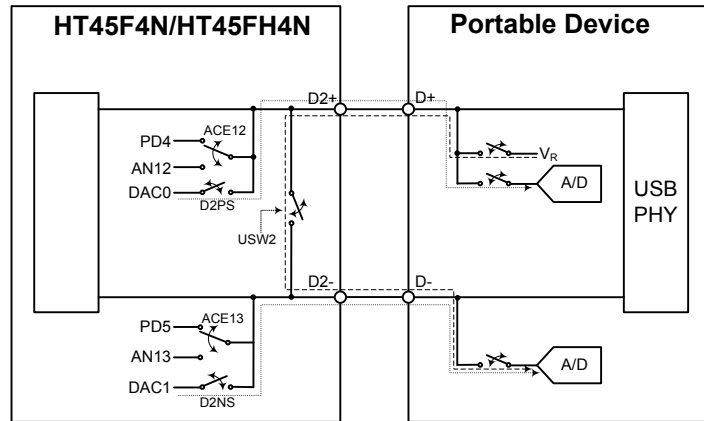 HT45F4N/HT45FH4N
Portable Device
D2+
D+
PD4
ACE12
AN12
DAC0
D2PS
USW2
VR
A/D
USB
PHY
D2-
D-
PD5
ACE13
AN13
DAC1
D2NS
A/D